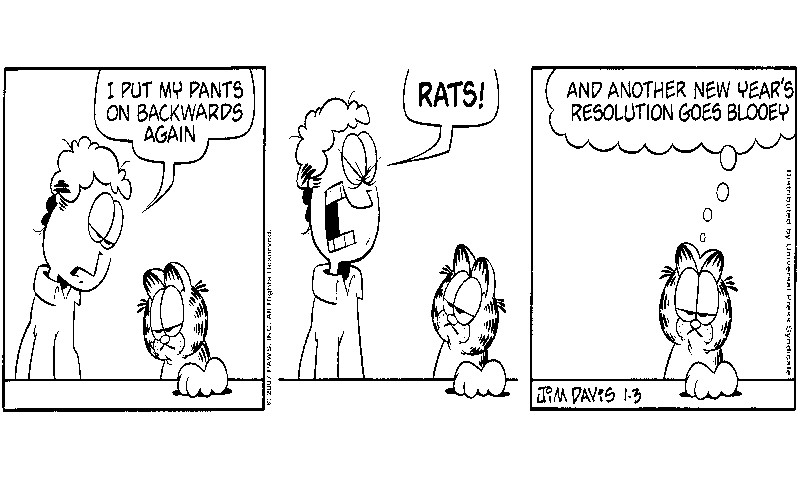 I PUT MY PANTS
ON BACKWARDS
AGAIN
© 2007 PAWS, INC. All Rights Reserved.
RATS!
AND ANOTHER NEW YEAR'S
RESOLUTION GOES BLOOEY
Distributed by Universal Press Syndicate
JIM DAVIS 1-3